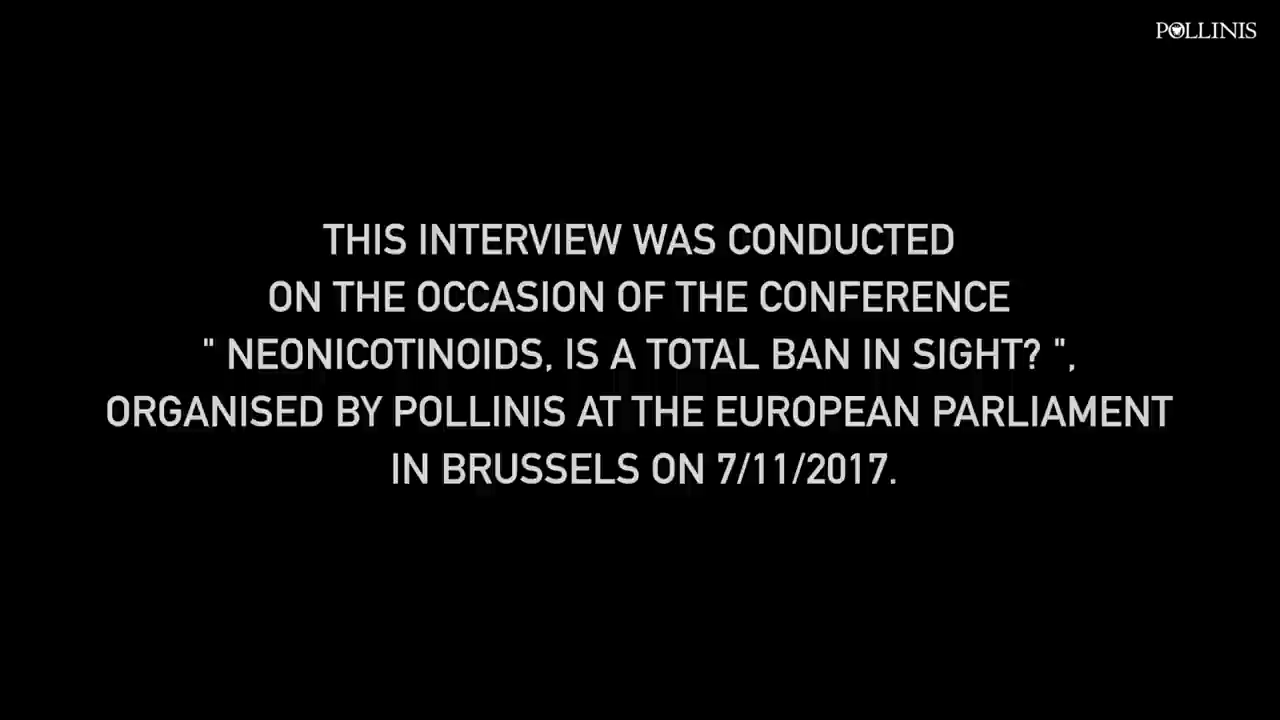 POLLINIS
THIS INTERVIEW WAS CONDUCTED
ON THE OCCASION OF THE CONFERENCE
" NEONICOTINOIDS, IS A TOTAL BAN IN SIGHT? ",
ORGANISED BY POLLINIS AT THE EUROPEAN PARLIAMENT
IN BRUSSELS ON 7/11/2017.